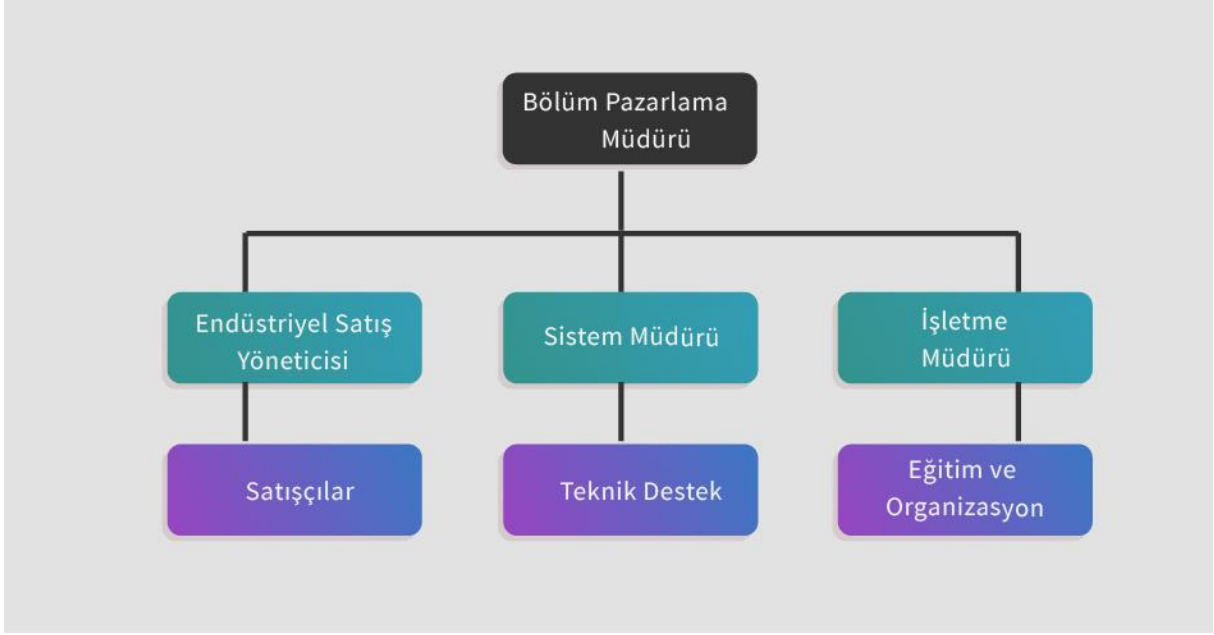 Bölüm Pazarlama
Müdürü
Endüstriyel Satış
Yöneticisi
Sistem Müdürü
İşletme
Müdürü
Satışçılar
Teknik Destek
Eğitim ve
Organizasyon